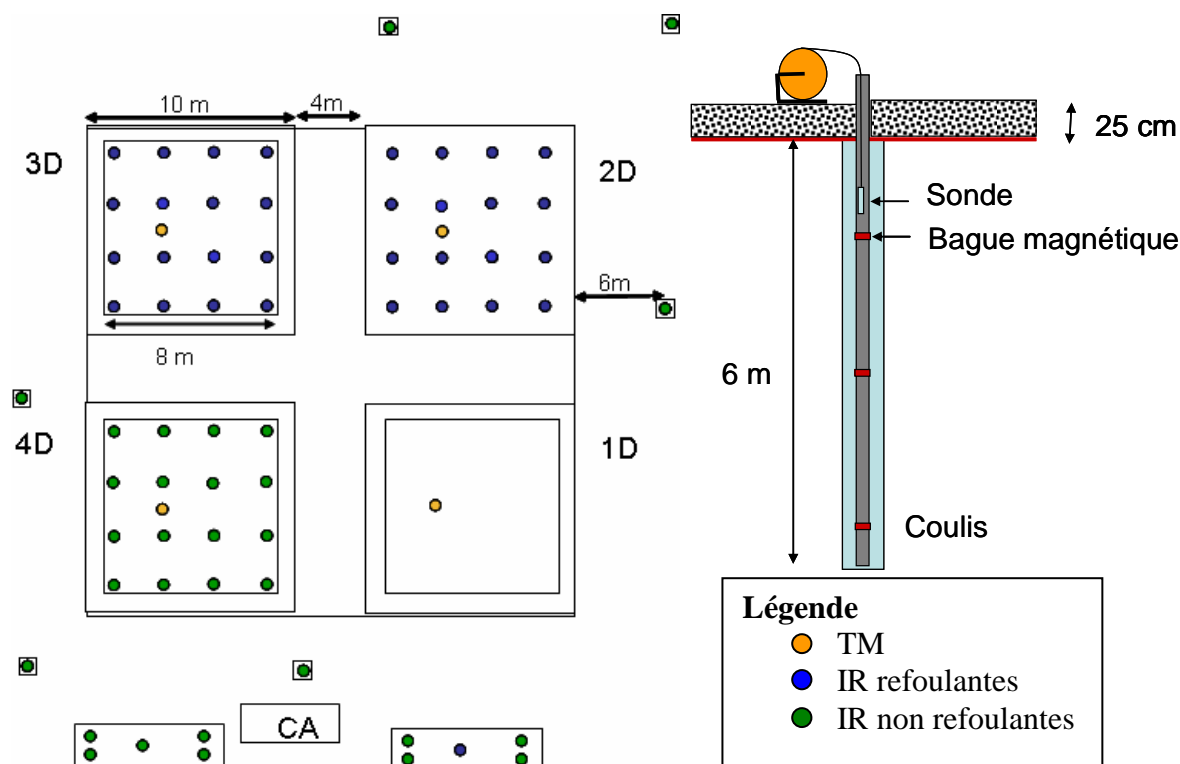 10 m
4m
3D
2D
6m
8 m
4D
1D
CA
25 cm
Sonde
Bague magnétique
6 m
Coulis
Légende
TM
IR refoulantes
IR non refoulantes